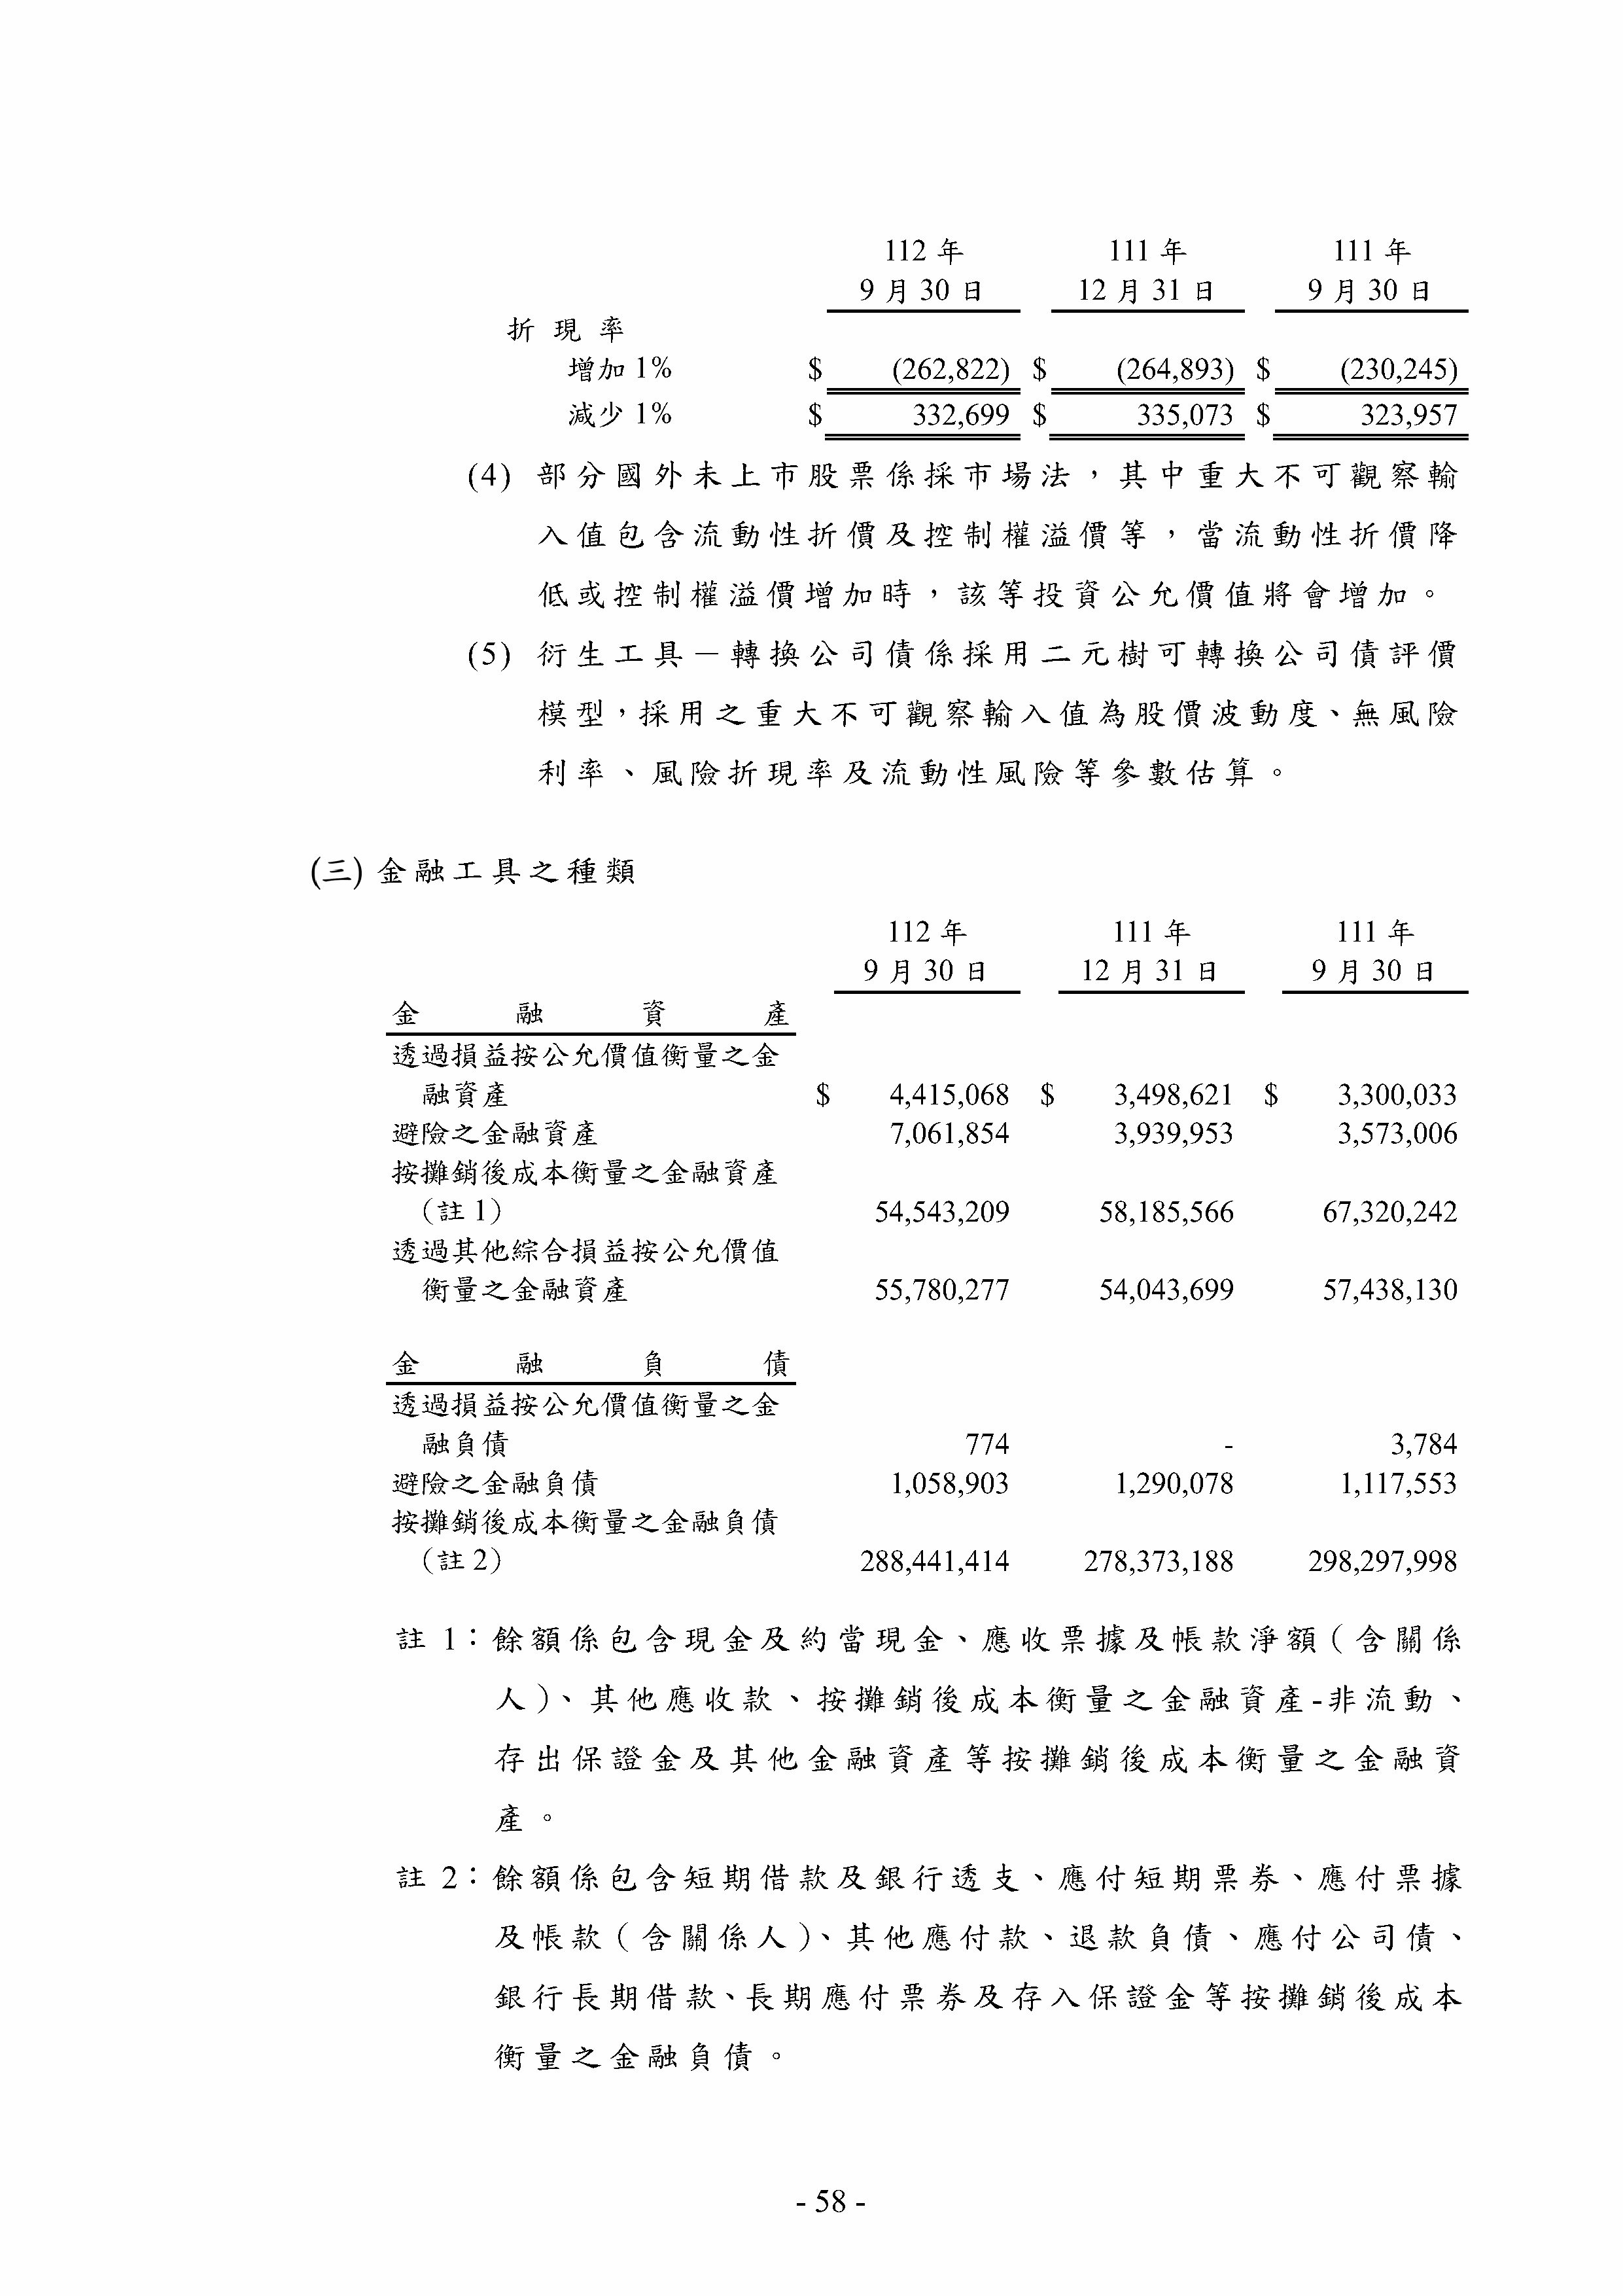 112 年 111 年 111 年
9 月 30 日 12 月 31 日 9 月 30 日
折現率
增加 1% $ (262,822) $ (264,893) $ (230,245)
減少 1% $ 332,699 $ 335,073 $ 323,957
(4) 部分國外未上市股票係採市場法，其中重大不可觀察輸
入值包含流動性折價及控制權溢價等，當流動性折價降
低或控制權溢價增加時，該等投資公允價值將會增加。
(5) 衍生工具－轉換公司債係採用二元樹可轉換公司債評價
模型，採用之重大不可觀察輸入值為股價波動度、無風險
利率、風險折現率及流動性風險等參數估算。
(三) 金融工具之種類
112 年 111 年 111 年
9 月 30 日 12 月 31 日 9 月 30 日
金融資產
透過損益按公允價值衡量之金
融資產 $ 4,415,068 $ 3,498,621 $ 3,300,033
避險之金融資產 7,061,854 3,939,953 3,573,006
按攤銷後成本衡量之金融資產
（註 1） 54,543,209 58,185,566 67,320,242
透過其他綜合損益按公允價值
衡量之金融資產 55,780,277 54,043,699 57,438,130
金融負債
透過損益按公允價值衡量之金
融負債 774 - 3,784
避險之金融負債 1,058,903 1,290,078 1,117,553
按攤銷後成本衡量之金融負債
（註 2） 288,441,414 278,373,188 298,297,998
註 1：餘額係包含現金及約當現金、應收票據及帳款淨額（含關係
人）、其他應收款、按攤銷後成本衡量之金融資產-非流動、
存出保證金及其他金融資產等按攤銷後成本衡量之金融資
產。
註 2：餘額係包含短期借款及銀行透支、應付短期票券、應付票據
及帳款（含關係人）、其他應付款、退款負債、應付公司債、
銀行長期借款、長期應付票券及存入保證金等按攤銷後成本
衡量之金融負債。
- 58 -